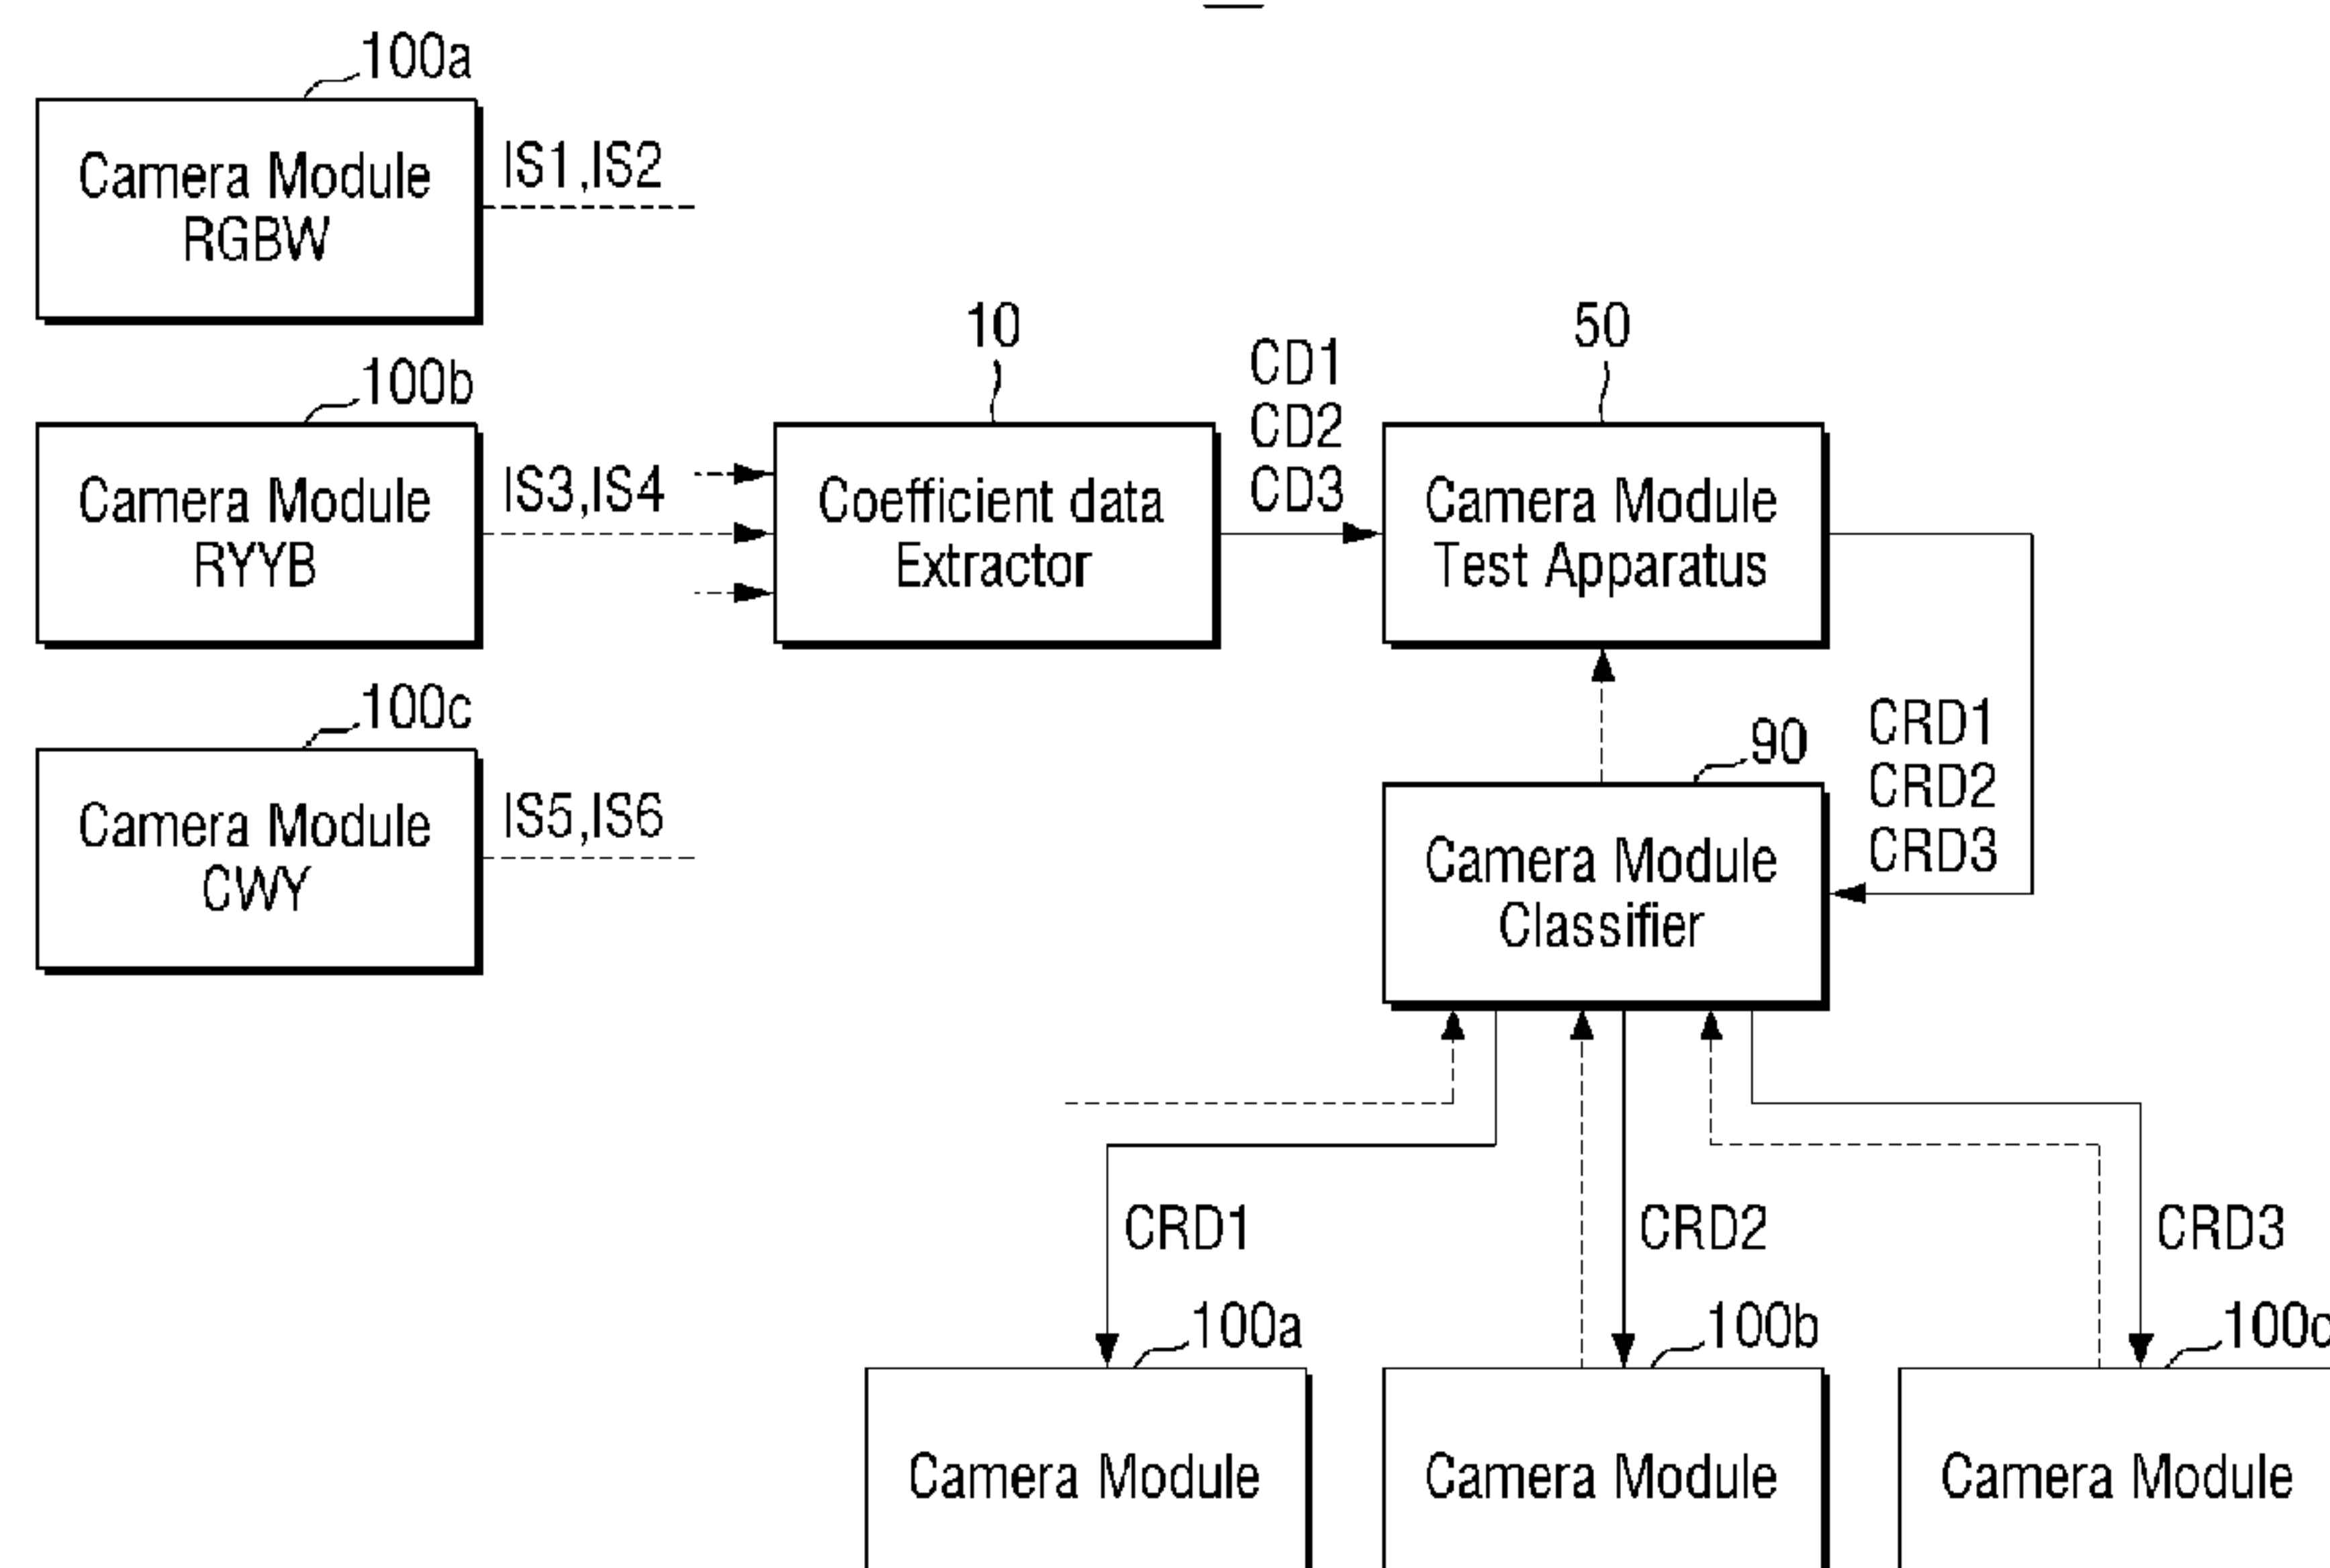 100a
Camera Module
RGBW
IS1,IS2
100b
Camera Module
RYYB
IS3,IS4
100c
Camera Module
CWY
IS5,IS6
10
Coefficient data
Extractor
CD1
CD2
CD3
50
Camera Module
Test Apparatus
90
Camera Module
Classifier
CRD1
CRD2
CRD3
CRD1
CRD2
CRD3
100a
Camera Module
100b
Camera Module
100c
Camera Module